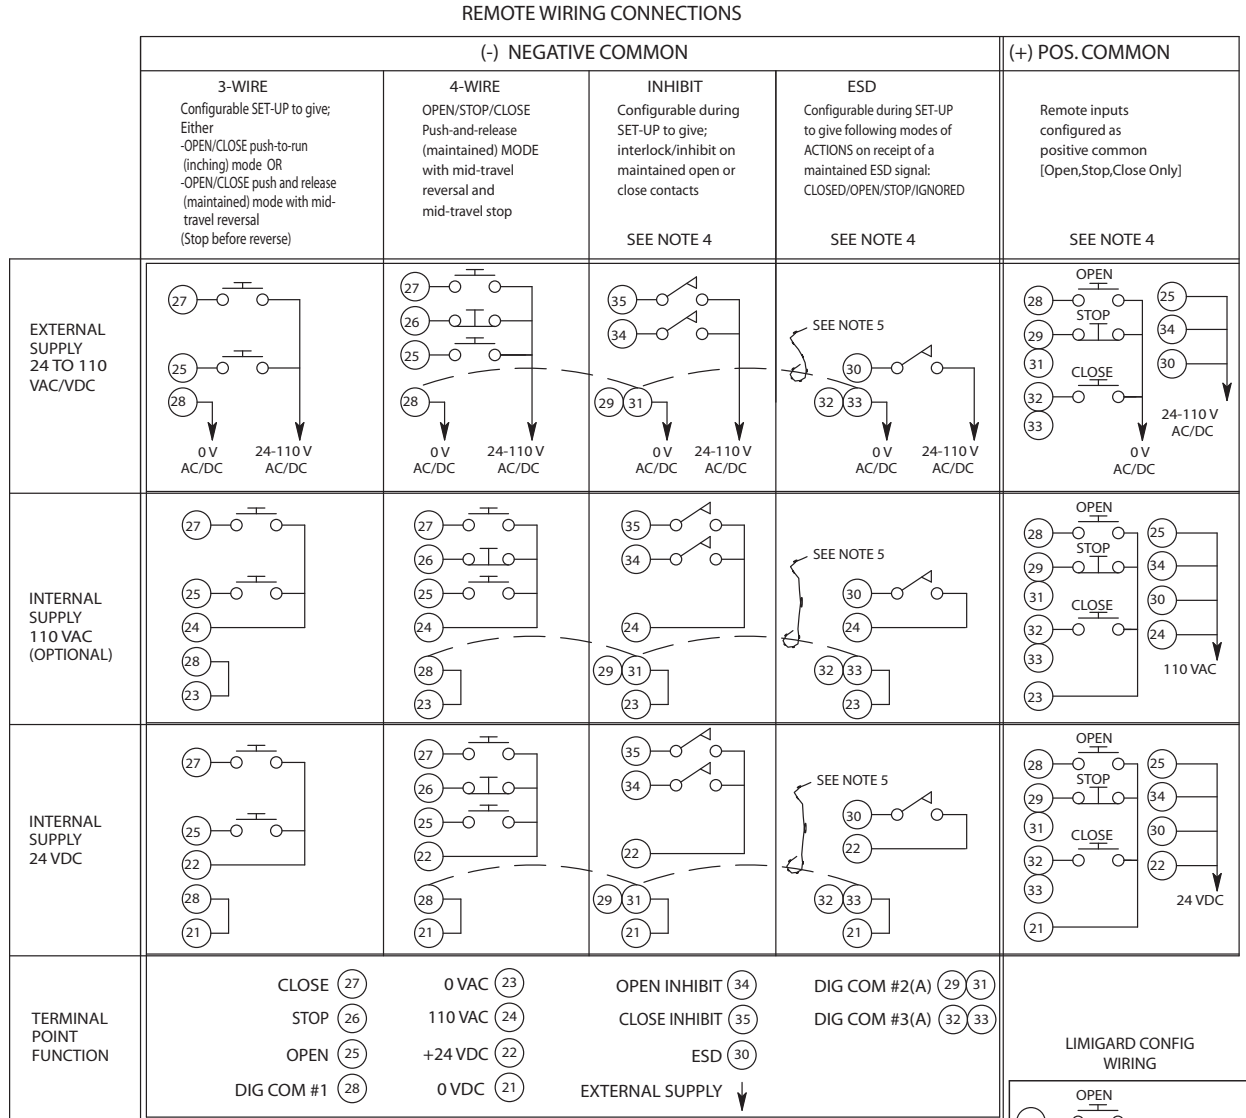 REMOTE WIRING CONNECTIONS
(-) NEGATIVE COMMON
(+) POS. COMMON
3-WIRE
Configurable SET-UP to give;
Either
-OPEN/CLOSE push-to-run
(inching) mode OR
-OPEN/CLOSE push and release
(maintained) mode with mid-
travel reversal
(Stop before reverse)
4-WIRE
OPEN/STOP/CLOSE
Push-and-release
(maintained) MODE
with mid-travel
reversal and
mid-travel stop
INHIBIT
Configurable during
SET-UP to give;
interlock/inhibit on
maintained open or
close contacts
SEE NOTE 4
ESD
Configurable during SET-UP
to give following modes of
ACTIONS on receipt of a
maintained ESD signal:
CLOSED/OPEN/STOP/IGNORED
SEE NOTE 4
Remote inputs
configured as
positive common
[Open,Stop,Close Only]
SEE NOTE 4
EXTERNAL
SUPPLY
24 TO 110
VAC/VDC
27
25
28
0 V
AC/DC
24-110 V
AC/DC
27
26
25
28
0 V
AC/DC
24-110 V
AC/DC
35
34
29 31
0 V
AC/DC
24-110 V
AC/DC
SEE NOTE 5
30
32 33
0 V
AC/DC
24-110 V
AC/DC
OPEN
28
STOP
29
31
CLOSE
32
33
0 V
AC/DC
25
34
30
24-110 V
AC/DC
INTERNAL
SUPPLY
110 VAC
(OPTIONAL)
27
25
24
28
23
27
26
25
24
28
23
35
34
24
29 31
23
SEE NOTE 5
30
24
32 33
23
OPEN
28
STOP
29
31
CLOSE
32
33
23
25
34
30
24
110 VAC
INTERNAL
SUPPLY
24 VDC
27
25
22
28
21
27
26
25
22
28
21
35
34
22
29 31
21
SEE NOTE 5
30
22
32 33
21
OPEN
28
STOP
29
31
CLOSE
32
33
21
25
34
30
22
24 VDC
TERMINAL
POINT
FUNCTION
CLOSE 27
STOP 26
OPEN 25
DIG COM #1 28
0 VAC 23
110 VAC 24
+24 VDC 22
0 VDC 21
OPEN INHIBIT 34
CLOSE INHIBIT 35
ESD 30
EXTERNAL SUPPLY
DIG COM #2(A) 29 31
DIG COM #3(A) 32 33
LIMIGARD CONFIG
WIRING
OPEN